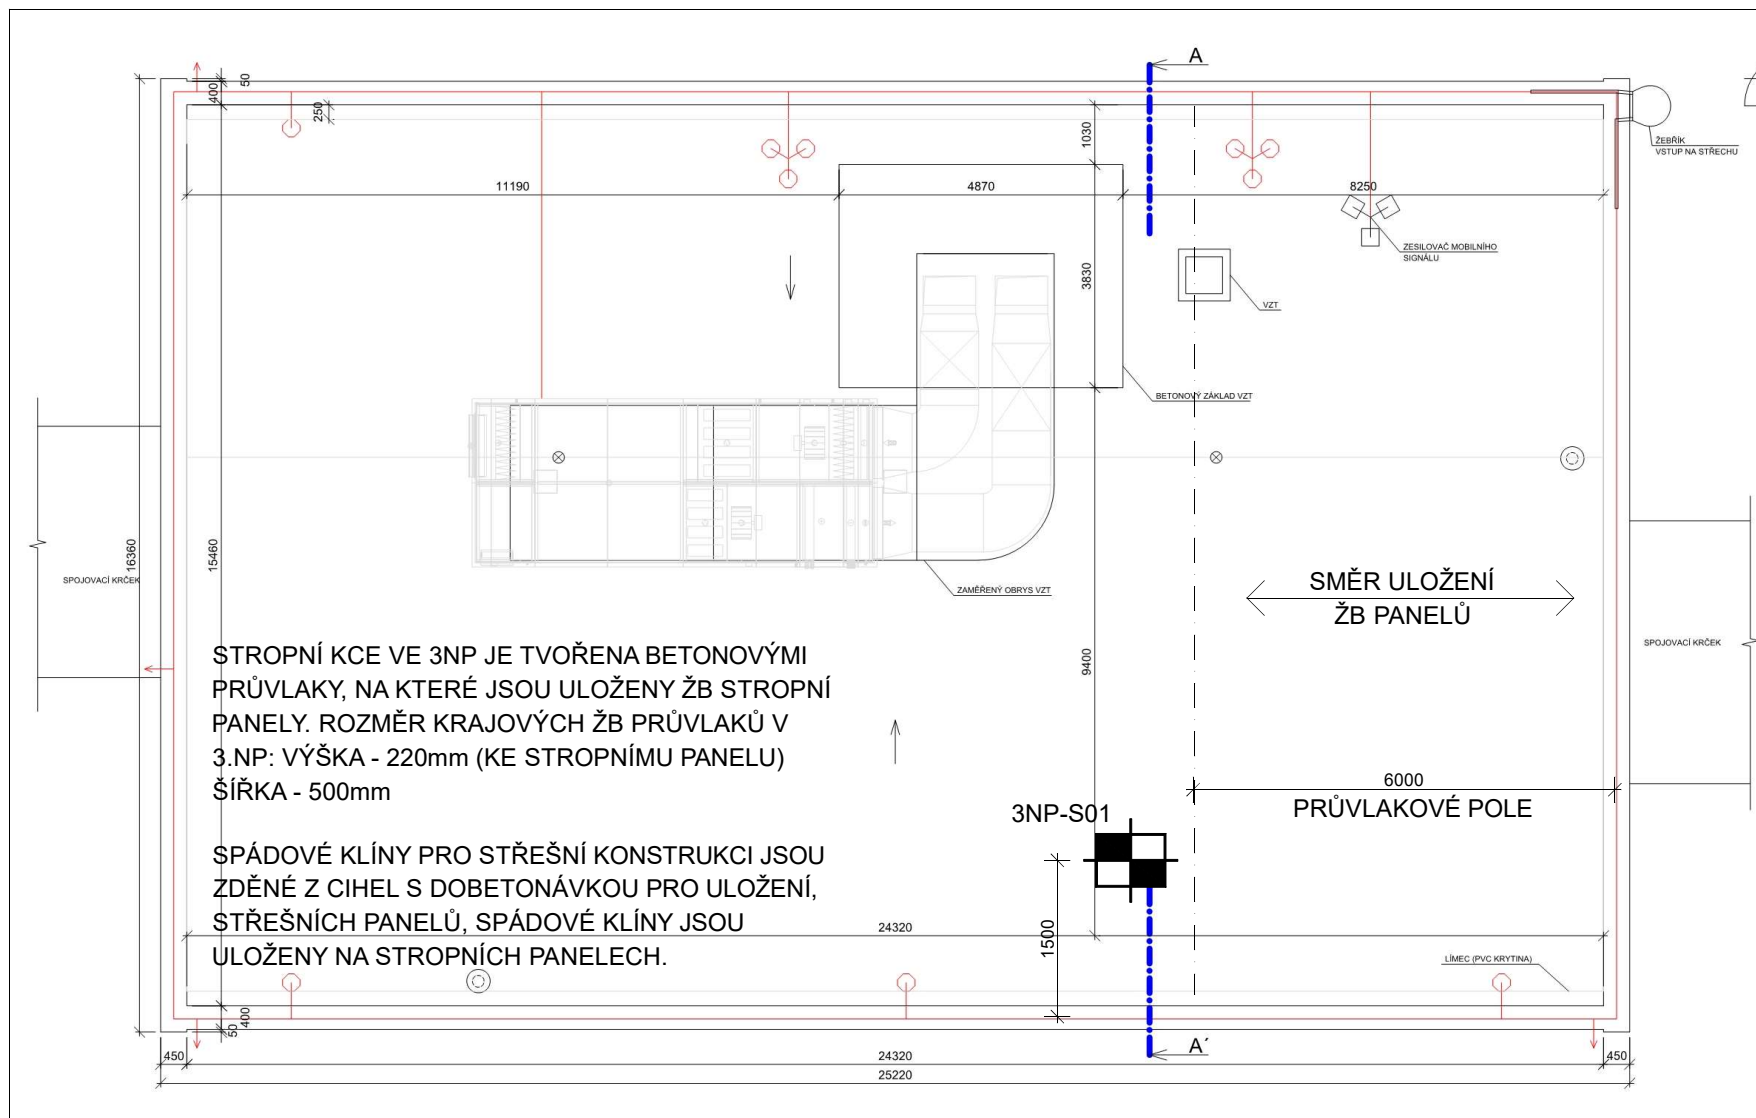 A
50
400
250
1030
ŽEBŘÍK
VSTUP NA STŘECHU
11190
4870
8250
ZESILOVAČ MOBILNÍHO
SIGNÁLU
3830
VZT
BETONOVÝ ZÁKLAD VZT
16360
15460
SPOJOVACÍ KRČEK
ZAMĚŘENÝ OBRYS VZT
SMĚR ULOŽENÍ
ŽB PANELŮ
SPOJOVACÍ KRČEK
9400
STROPNÍ KCE VE 3NP JE TVOŘENA BETONOVÝMI
PRŮVLAKY, NA KTERÉ JSOU ULOŽENY ŽB STROPNÍ
PANELY. ROZMĚR KRAJOVÝCH ŽB PRŮVLAKŮ V
3.NP: VÝŠKA - 220mm (KE STROPNÍMU PANELU)
ŠÍŘKA - 500mm
6000
PRŮVLAKOVÉ POLE
3NP-S01
SPÁDOVÉ KLÍNY PRO STŘEŠNÍ KONSTRUKCI JSOU
ZDĚNÉ Z CIHEL S DOBETONÁVKOU PRO ULOŽENÍ,
STŘEŠNÍCH PANELŮ, SPÁDOVÉ KLÍNY JSOU
ULOŽENY NA STROPNÍCH PANELECH.
24320
1500
LÍMEC (PVC KRYTINA)
400
50
A´
450
24320
450
25220